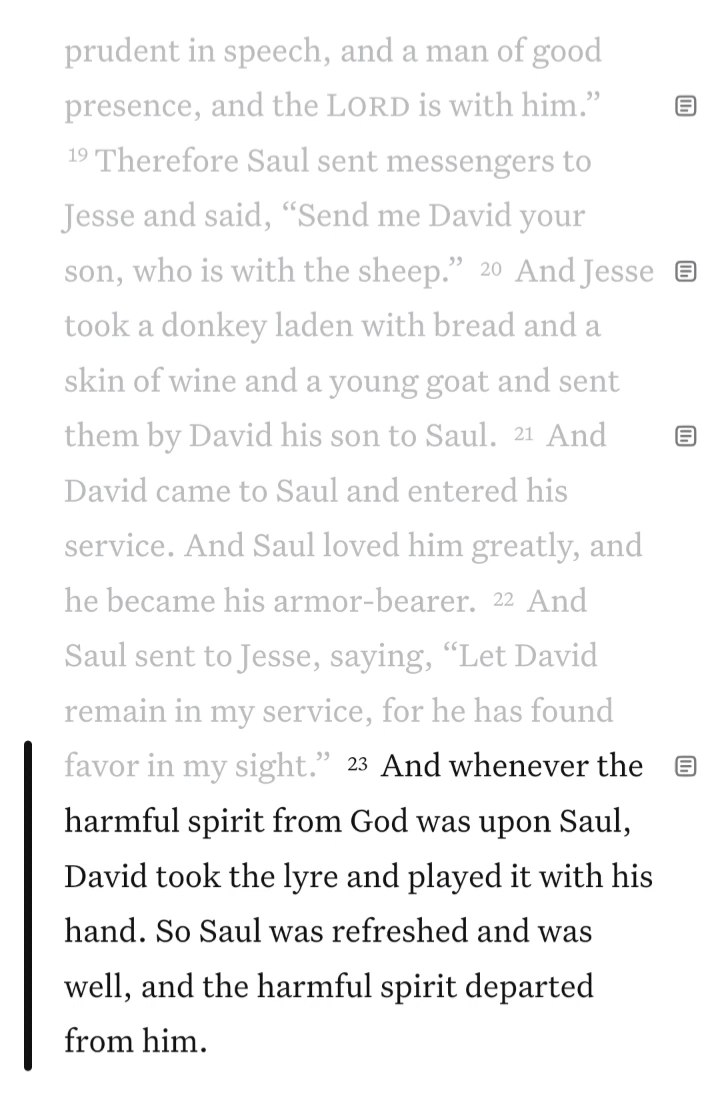 prudent in speech, and a man of good
presence, and the LORD is with him.”
19 Therefore Saul sent messengers to
Jesse and said, “Send me David your
son, who is with the sheep.” 20 And Jesse
took a donkey laden with bread and a
skin of wine and a young goat and sent
them by David his son to Saul. 21 And
David came to Saul and entered his
service. And Saul loved him greatly, and
he became his armor-bearer. 22 And
Saul sent to Jesse, saying, “Let David
remain in my service, for he has found
favor in my sight.” 23 And whenever the
harmful spirit from God was upon Saul,
David took the lyre and played it with his
hand. So Saul was refreshed and was
well, and the harmful spirit departed
from him.